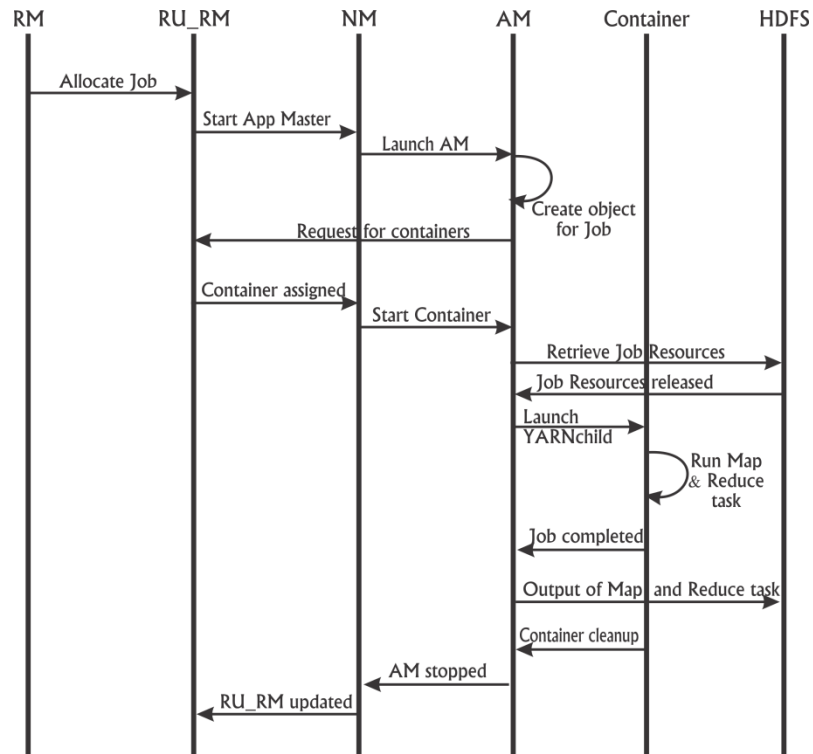 RM RU_RM NM AM Container HDFS
Allocate Job
Start App Master
Launch AM
Create object
for Job
Request for containers
Container assigned
Start Container
Retrieve Job Resources
Job Resources released
Launch
YARNchild
Run Map
& Reduce
task
Job completed
Output of Map and Reduce task
Container cleanup
AM stopped
RU_RM updated